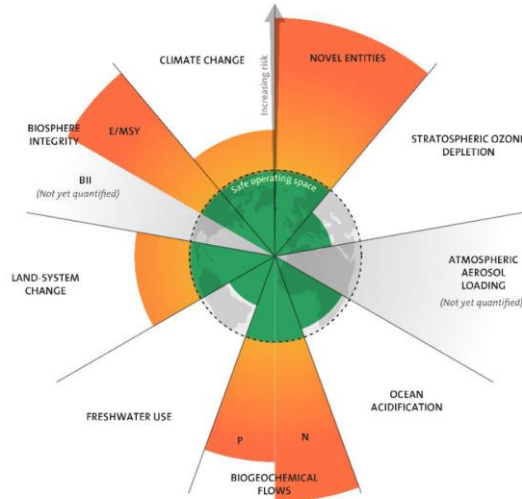 CLIMATE CHANGE
Increasing risk
NOVEL ENTITIES
STRATOSPHERIC OZONE
DEPLETION
ATMOSPHERIC
AEROSOL
LOADING
(Not yet quantified)
OCEAN
ACIDIFICATION
N
P
BIOGEOCHEMICAL
FLOWS
FRESHWATER USE
LAND-SYSTEM
CHANGE
BII
(Not yet quantified)
BIOSPHERE
INTEGRITY
E/MSY
Safe operating space